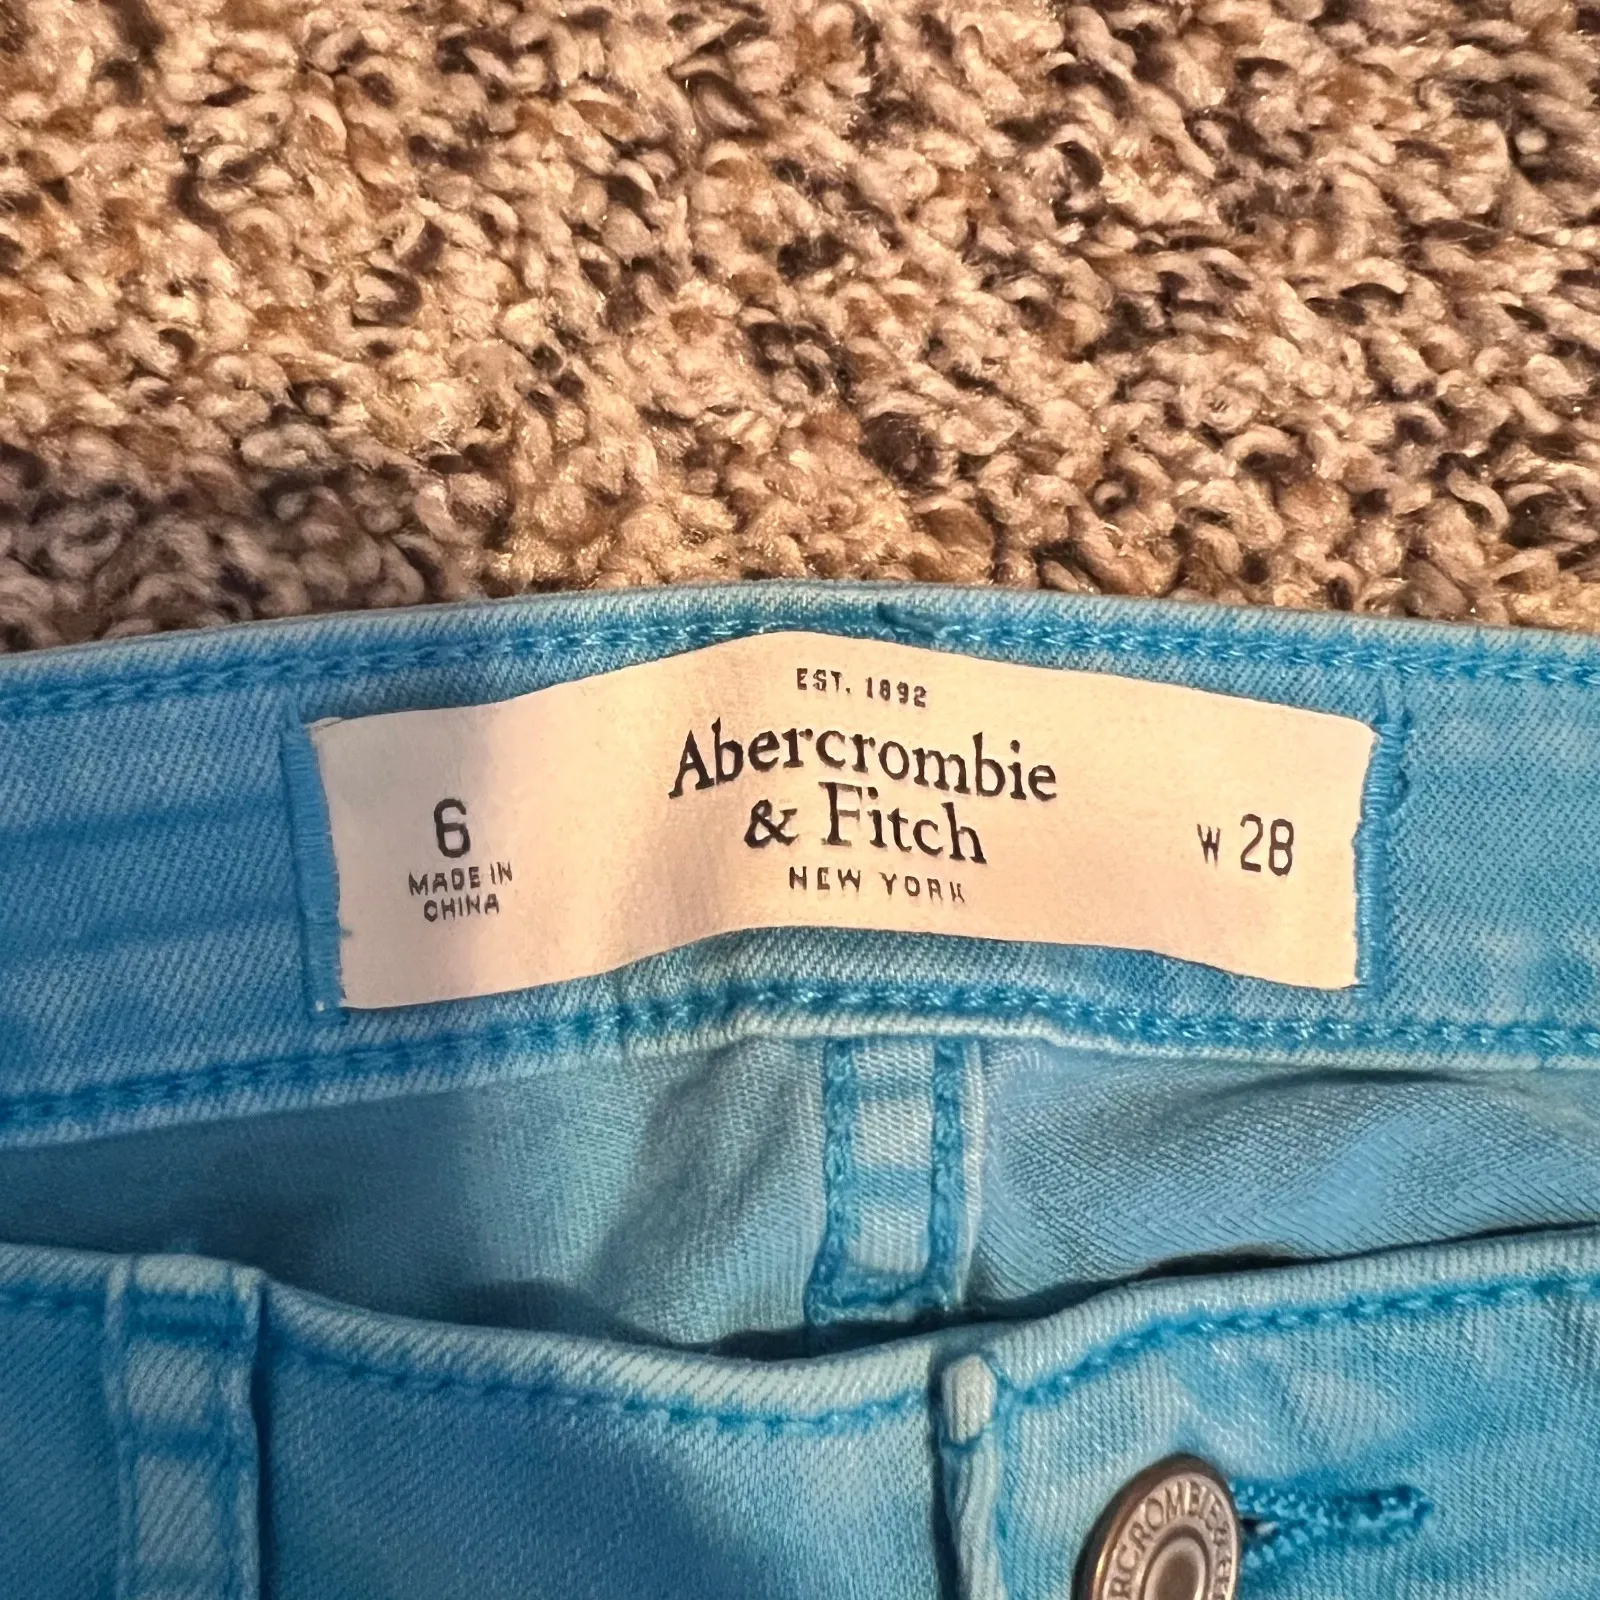 EST. 1892
Abercrombie
& Fitch
NEW YORK
6
MADE IN
CHINA
W 28